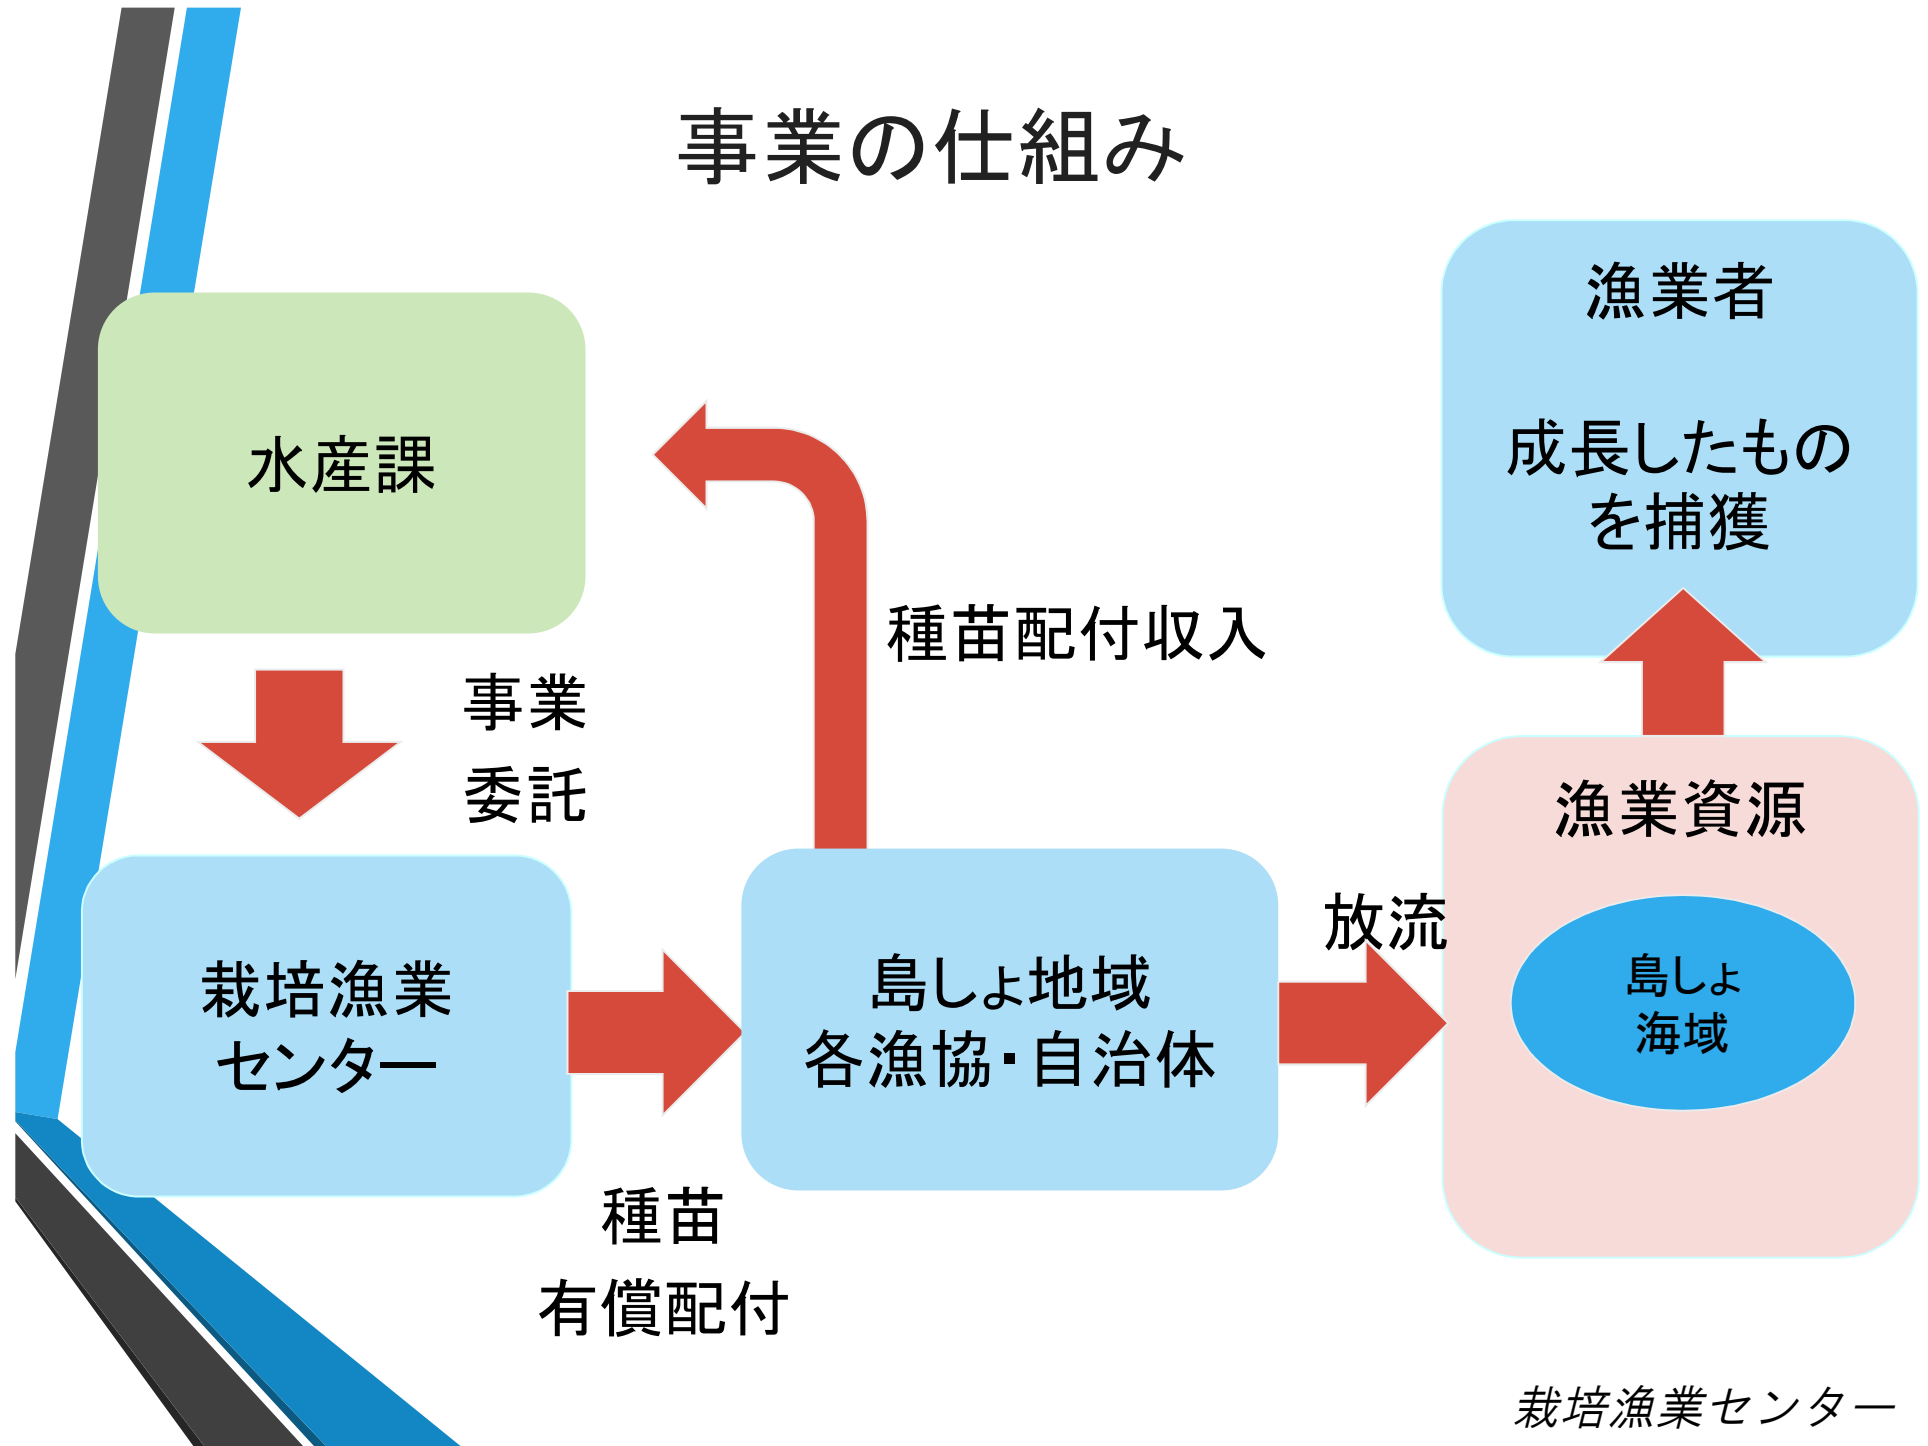 事業の仕組み
水産課
事業
委託
栽培漁業
センター
種苗
有償配付
種苗配付収入
島しょ地域
各漁協・自治体
放流
漁業者
成長したもの
を捕獲
漁業資源
島しょ
海域
栽培漁業センター